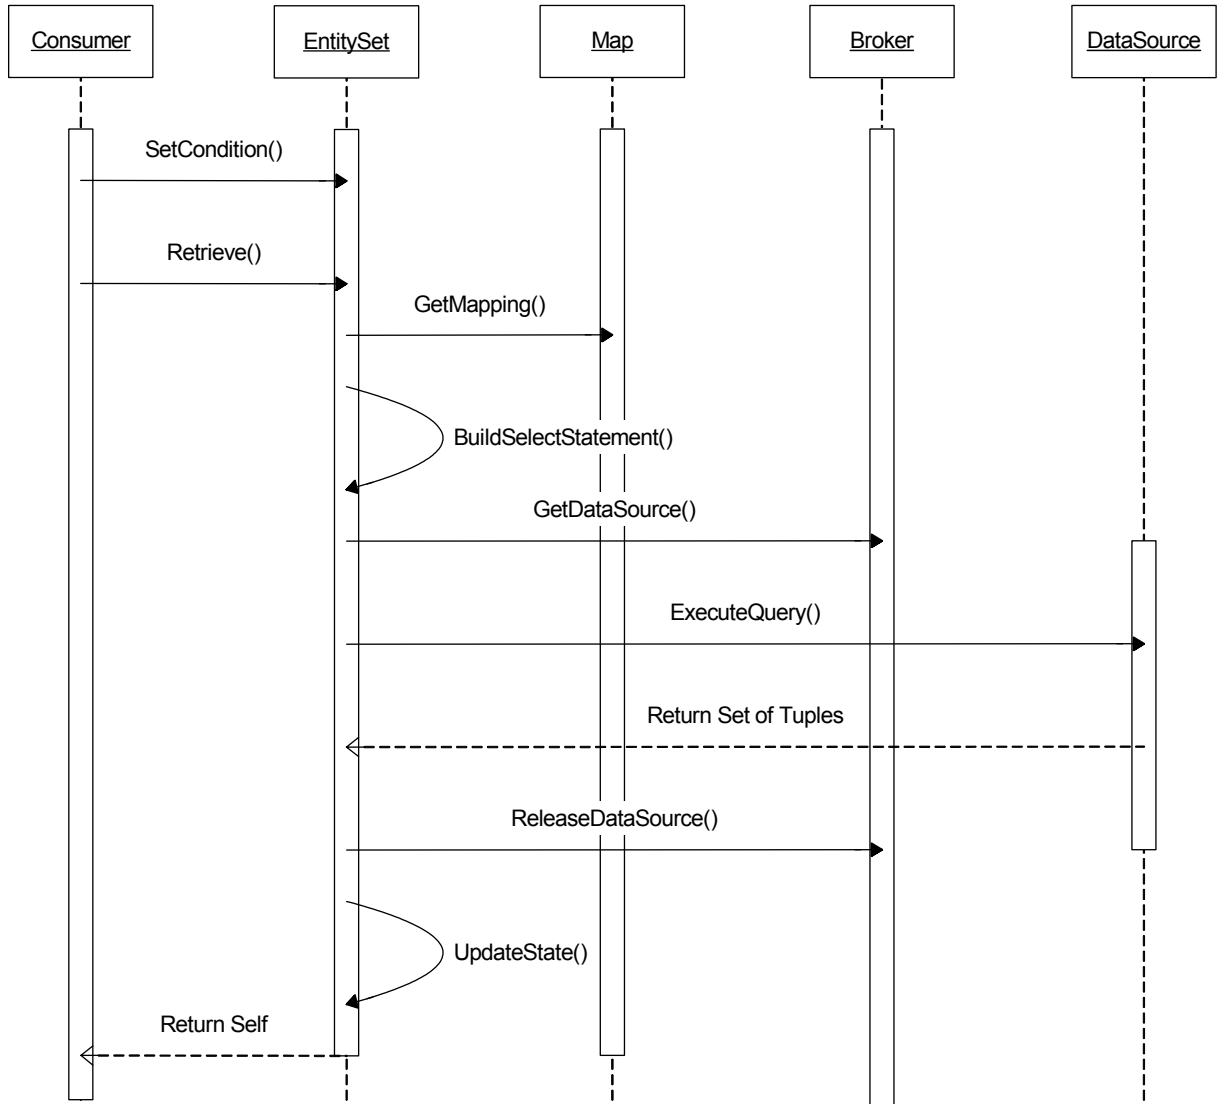 Consumer
EntitySet
Map
Broker
DataSource
SetCondition()
Retrieve()
GetMapping()
BuildSelectStatement()
GetDataSource()
ExecuteQuery()
Return Set of Tuples
ReleaseDataSource()
UpdateState()
Return Self